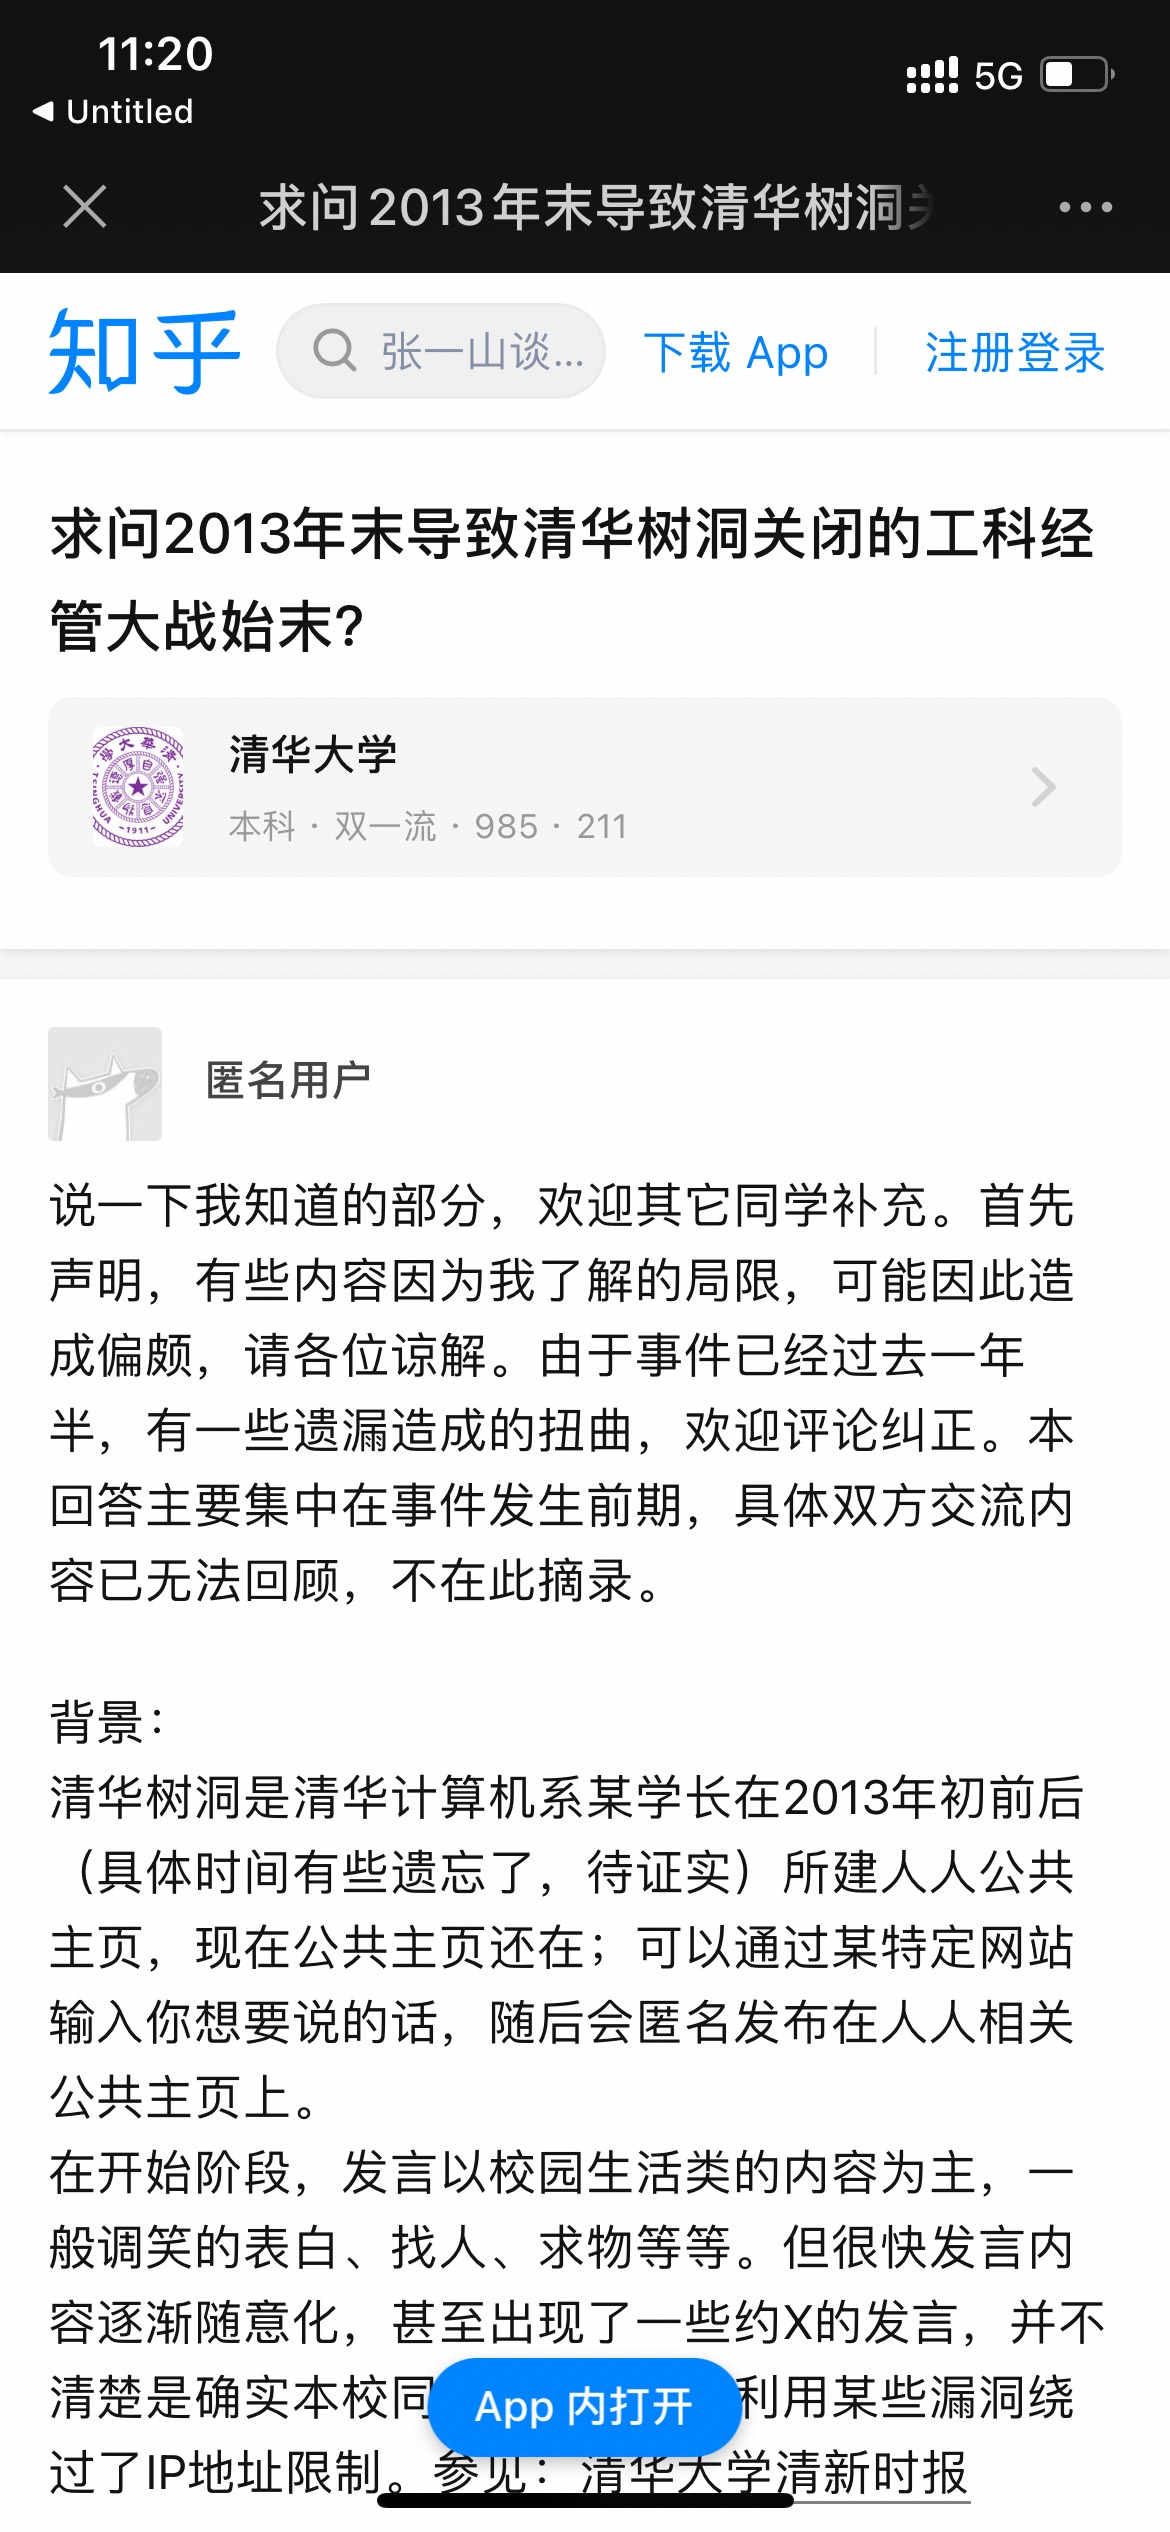 11:20
5G
◀ Untitled
求问2013年末导致清华树洞
知乎
张一山谈...
下载 App
注册登录
求问2013年末导致清华树洞关闭的工科经
管大战始末?
清华大学
本科 · 双一流 · 985 · 211
匿名用户
说一下我知道的部分，欢迎其它同学补充。首先
声明，有些内容因为我了解的局限，可能因此造
成偏颇，请各位谅解。由于事件已经过去一年
半，有一些遗漏造成的扭曲，欢迎评论纠正。本
回答主要集中在事件发生前期，具体双方交流内
容已无法回顾，不在此摘录。
背景：
清华树洞是清华计算机系某学长在2013年初前后
（具体时间有些遗忘了，待证实）所建人人公共
主页，现在公共主页还在；可以通过某特定网站
输入你想要说的话，随后会匿名发布在人人相关
公共主页上。
在开始阶段，发言以校园生活类的内容为主，一
般调笑的表白、找人、求物等等。但很快发言内
容逐渐随意化，甚至出现了一些约X的发言，并不
清楚是确实本校同
App 内打开
利用某些漏洞绕
过了IP地址限制。参见：清华大学清新时报